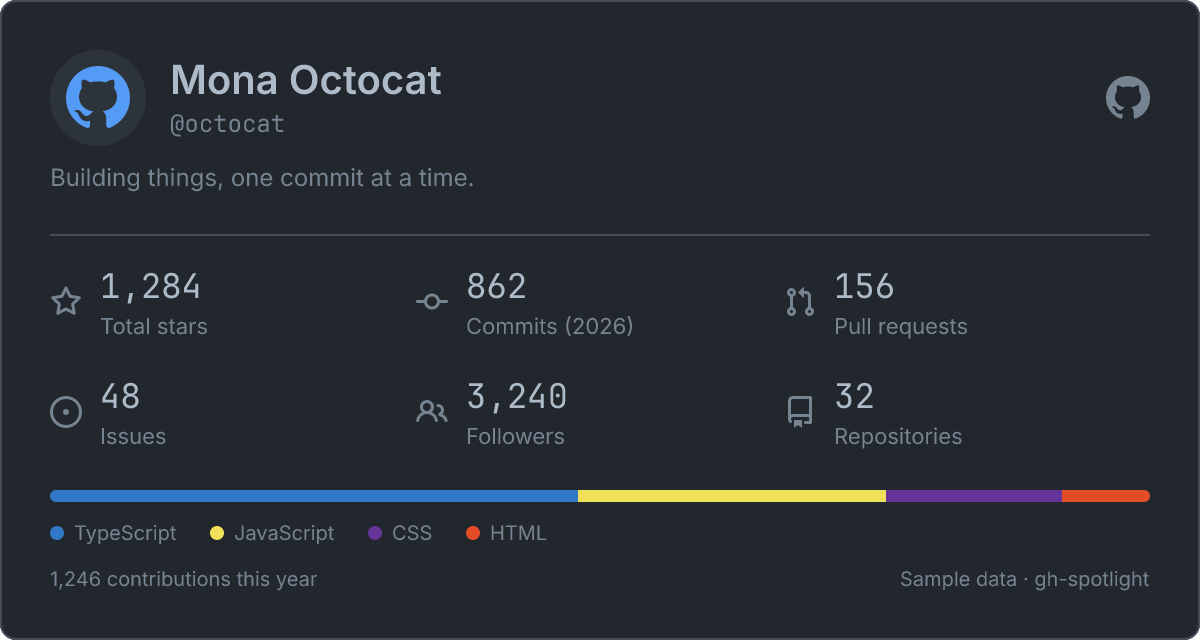 Mona Octocat
@octocat
Building things, one commit at a time.
1,284
Total stars
862
Commits (2026)
156
Pull requests
48
Issues
3,240
Followers
32
Repositories
TypeScript
JavaScript
CSS
HTML
1,246 contributions this year
Sample data · gh-spotlight